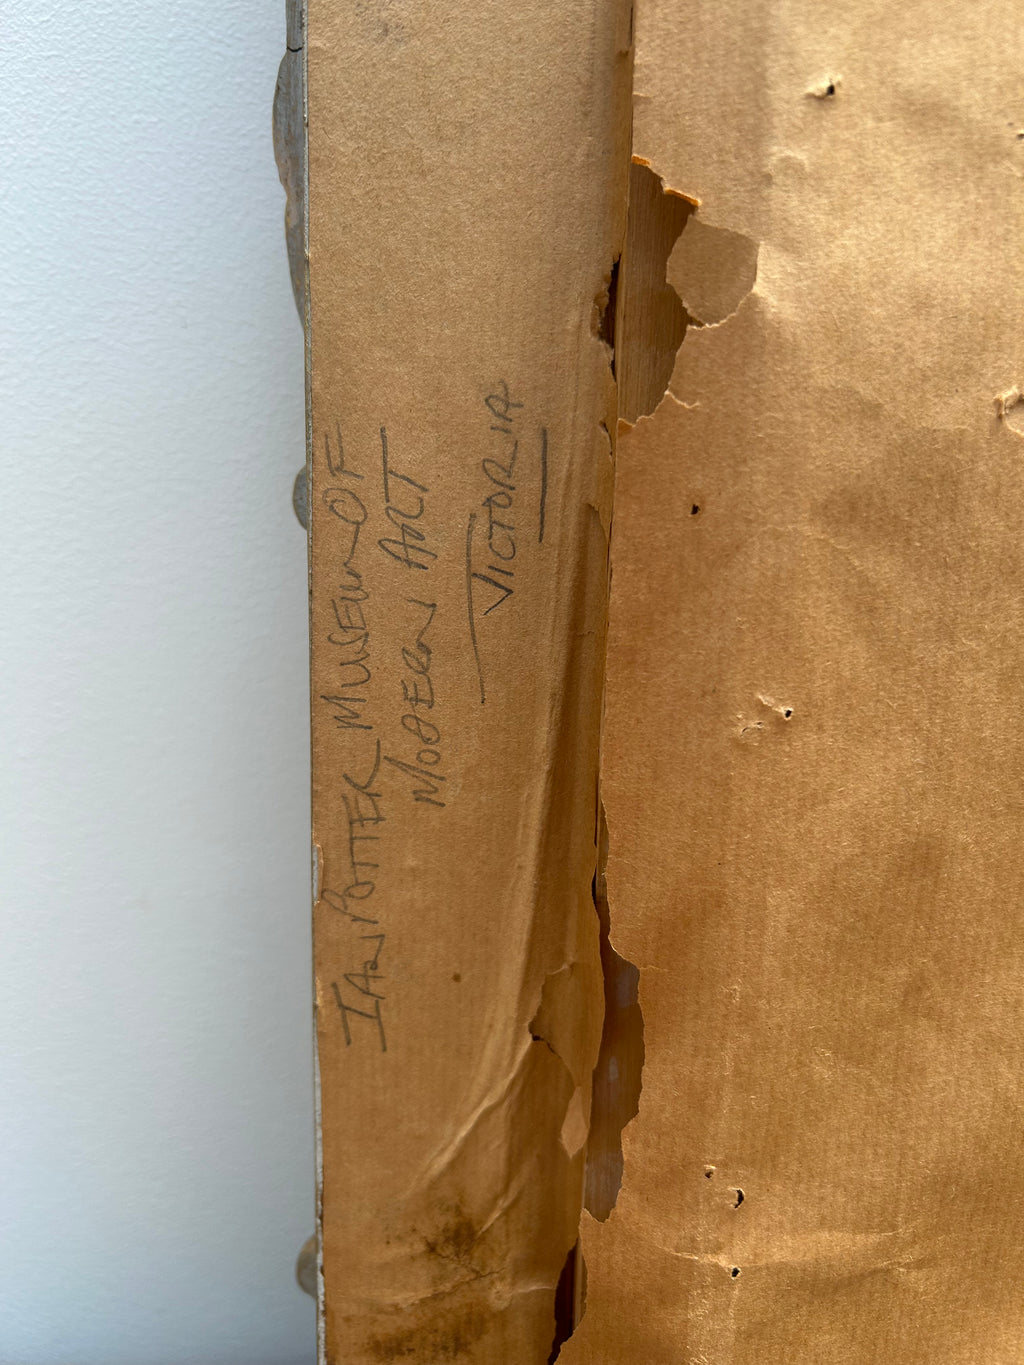 IAN POTTER MUSEUM OF
MODERN ART
VICTORIA